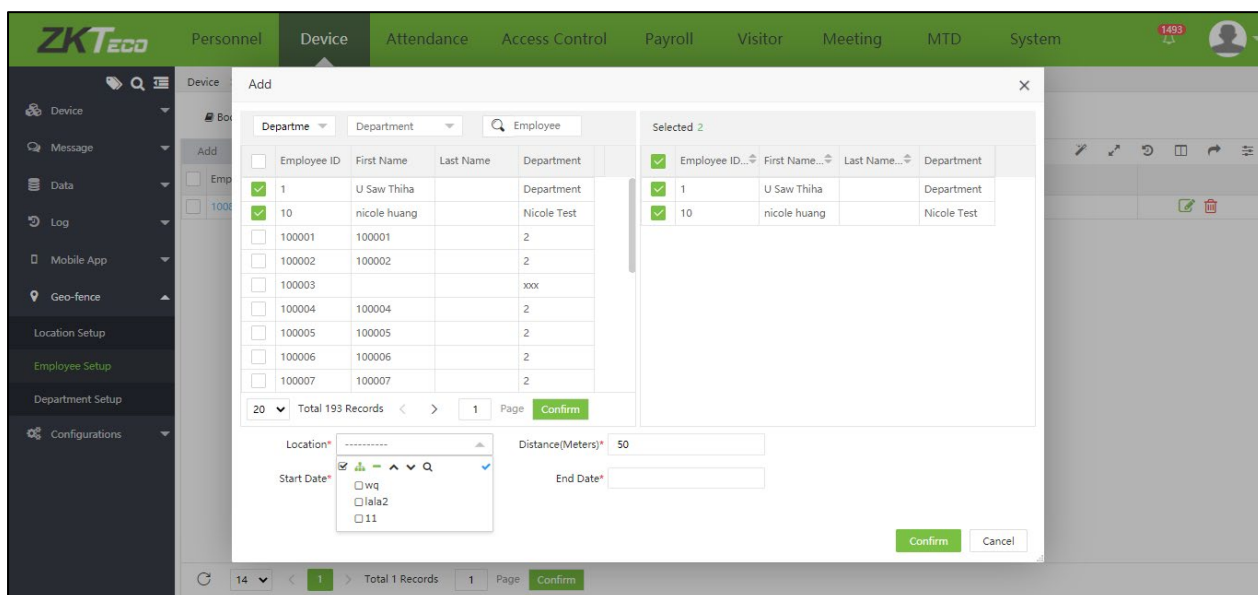 ZKTeco Personnel Device Attendance Access Control Payroll Visitor Meeting MTD System 1493
Device
Message
Data
Log
Mobile App
Geo-fence
Location Setup
Employee Setup
Department Setup
Configurations
Device
Add
Add
Departme Department Employee
Employee ID First Name Last Name Department
1 U Saw Thiha Department
10 nicole huang Nicole Test
100001 100001 2
100002 100002 2
100003 xxx
100004 100004 2
100005 100005 2
100006 100006 2
100007 100007 2
20 Total 193 Records < > 1 Page Confirm
Selected 2
Employee ID... First Name... Last Name... Department
1 U Saw Thiha Department
10 nicole huang Nicole Test
Location* ---------- Distance(Meters)* 50
Start Date* End Date*
wq
lala2
11
Confirm Cancel
14 < 1 > Total 1 Records 1 Page Confirm